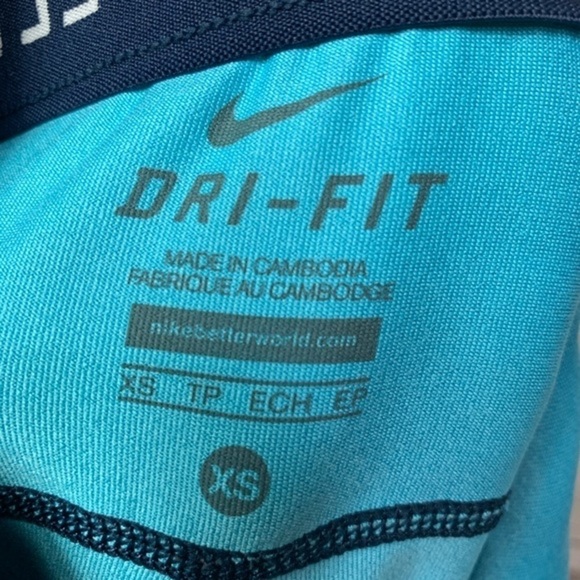 DRI-FIT
MADE IN CAMBODIA
FABRIQUE AU CAMBODGE
nikebetterworld.com
XS TP ECH EP
XS